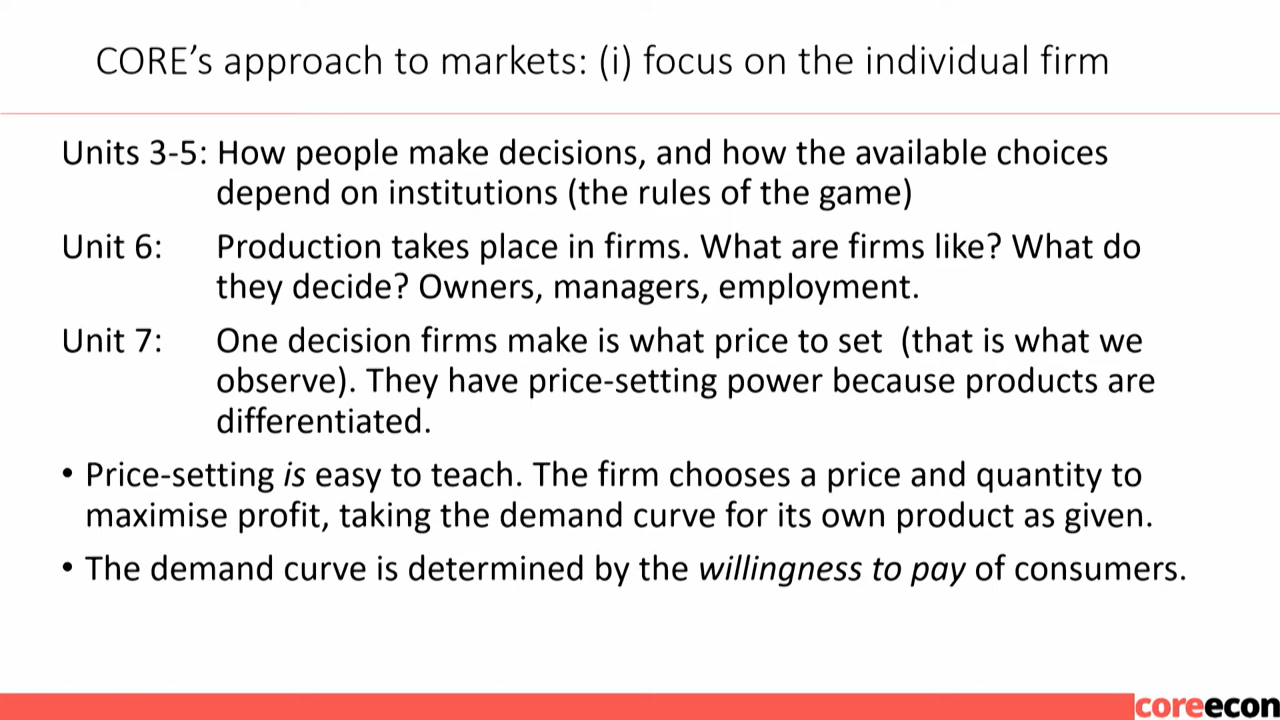 CORE's approach to markets: (i) focus on the individual firm
Units 3-5: How people make decisions, and how the available choices
depend on institutions (the rules of the game)
Unit 6: Production takes place in firms. What are firms like? What do
they decide? Owners, managers, employment.
Unit 7: One decision firms make is what price to set (that is what we
observe). They have price-setting power because products are
differentiated.
• Price-setting is easy to teach. The firm chooses a price and quantity to
maximise profit, taking the demand curve for its own product as given.
• The demand curve is determined by the willingness to pay of consumers.
coreecon